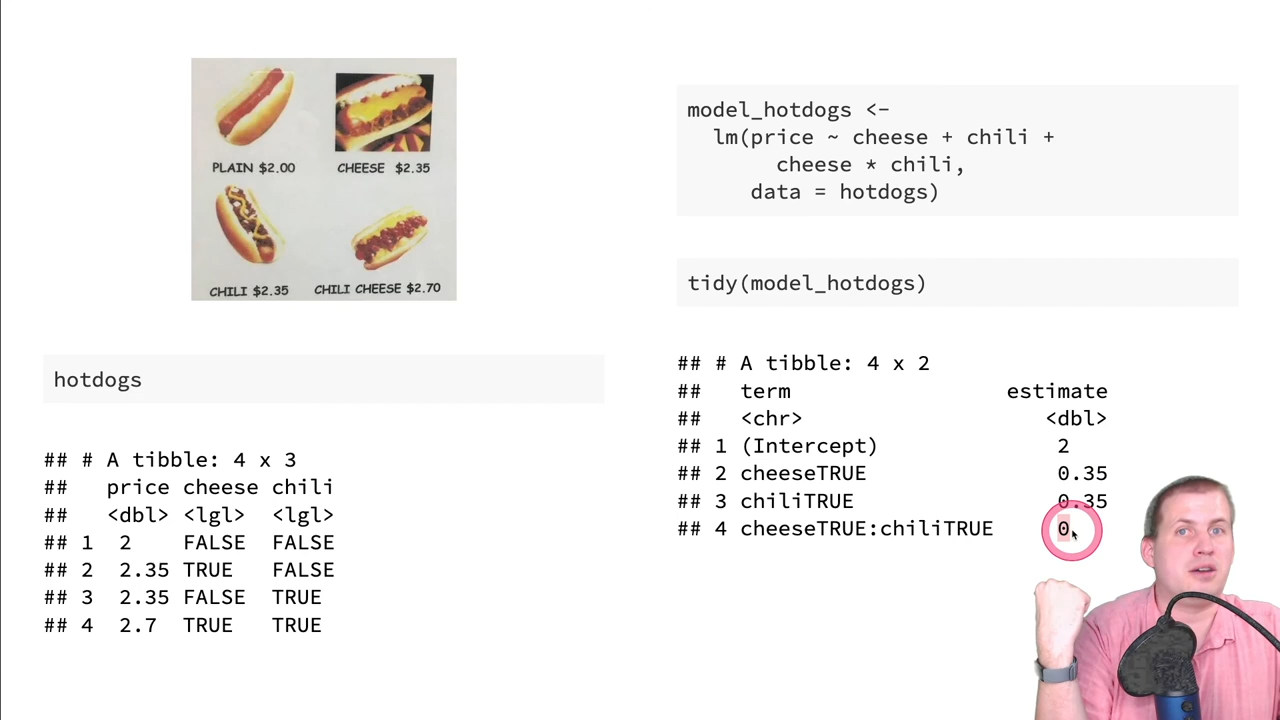 PLAIN $2.00
CHEESE $2.35
CHILI $2.35
CHILI CHEESE $2.70
hotdogs
## # A tibble: 4 x 3
##   price cheese chili
##   <dbl> <lgl>  <lgl>
## 1  2    FALSE  FALSE
## 2  2.35 TRUE   FALSE
## 3  2.35 FALSE  TRUE
## 4  2.7  TRUE   TRUE
model_hotdogs <-
  lm(price ~ cheese + chili +
       cheese * chili,
     data = hotdogs)
tidy(model_hotdogs)
## # A tibble: 4 x 2
##   term                 estimate
##   <chr>                   <dbl>
## 1 (Intercept)              2
## 2 cheeseTRUE               0.35
## 3 chiliTRUE                0.35
## 4 cheeseTRUE:chiliTRUE     0